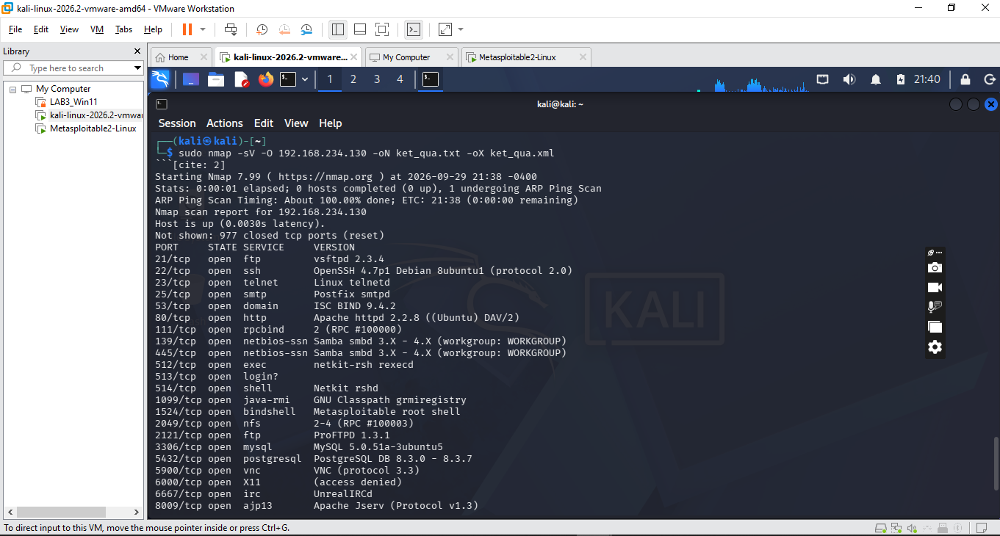 kali-linux-2026.2-vmware-amd64 - VMware Workstation
File Edit View VM Tabs Help
Library
Type here to search
My Computer
LAB3_Win11
kali-linux-2026.2-vmwar
Metasploitable2-Linux
Home kali-linux-2026.2-vmware... My Computer Metasploitable2-Linux
1 2 3 4 21:40
kali@kali: ~
Session Actions Edit View Help
┌──(kali㉿kali)-[~]
└─$ sudo nmap -sV -O 192.168.234.130 -oN ket_qua.txt -oX ket_qua.xml
```[cite: 2]
Starting Nmap 7.99 ( https://nmap.org ) at 2026-09-29 21:38 -0400
Stats: 0:00:01 elapsed; 0 hosts completed (0 up), 1 undergoing ARP Ping Scan
ARP Ping Scan Timing: About 100.00% done; ETC: 21:38 (0:00:00 remaining)
Nmap scan report for 192.168.234.130
Host is up (0.0030s latency).
Not shown: 977 closed tcp ports (reset)
PORT STATE SERVICE VERSION
21/tcp open ftp vsftpd 2.3.4
22/tcp open ssh OpenSSH 4.7p1 Debian 8ubuntu1 (protocol 2.0)
23/tcp open telnet Linux telnetd
25/tcp open smtp Postfix smtpd
53/tcp open domain ISC BIND 9.4.2
80/tcp open http Apache httpd 2.2.8 ((Ubuntu) DAV/2)
111/tcp open rpcbind 2 (RPC #100000)
139/tcp open netbios-ssn Samba smbd 3.X - 4.X (workgroup: WORKGROUP)
445/tcp open netbios-ssn Samba smbd 3.X - 4.X (workgroup: WORKGROUP)
512/tcp open exec netkit-rsh rexecd
513/tcp open login?
514/tcp open shell Netkit rshd
1099/tcp open java-rmi GNU Classpath grmiregistry
1524/tcp open bindshell Metasploitable root shell
2049/tcp open nfs 2-4 (RPC #100003)
2121/tcp open ftp ProFTPD 1.3.1
3306/tcp open mysql MySQL 5.0.51a-3ubuntu5
5432/tcp open postgresql PostgreSQL DB 8.3.0 - 8.3.7
5900/tcp open vnc VNC (protocol 3.3)
6000/tcp open X11 (access denied)
6667/tcp open irc UnrealIRCd
8009/tcp open ajp13 Apache Jserv (Protocol v1.3)
KALI
To direct input to this VM, move the mouse pointer inside or press Ctrl+G.